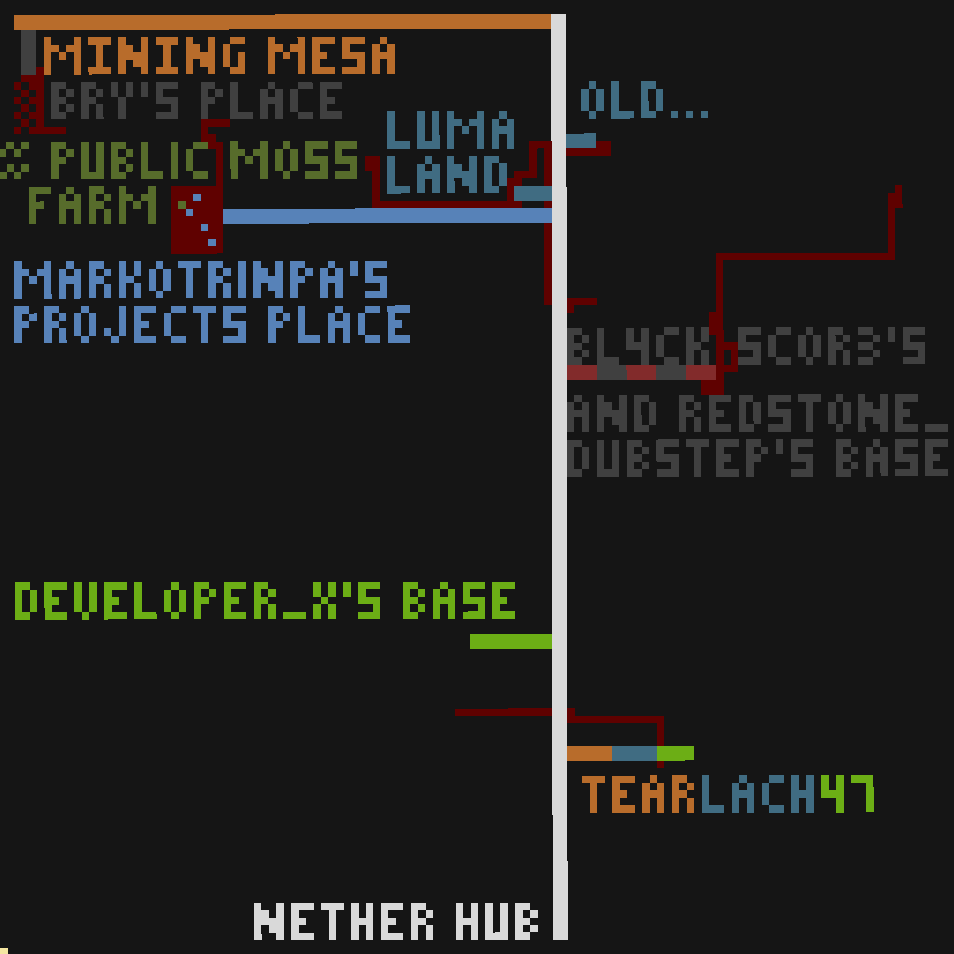 MINING MESA
BRY'S PLACE
OLD...
LUMA
LAND
PUBLIC MOSS
FARM
MARKOTRINPA'S
PROJECTS PLACE
BL4CK SCOR3'S
AND REDSTONE_
DUBSTEP'S BASE
DEVELOPER_X'S BASE
TEARLACH47
NETHER HUB